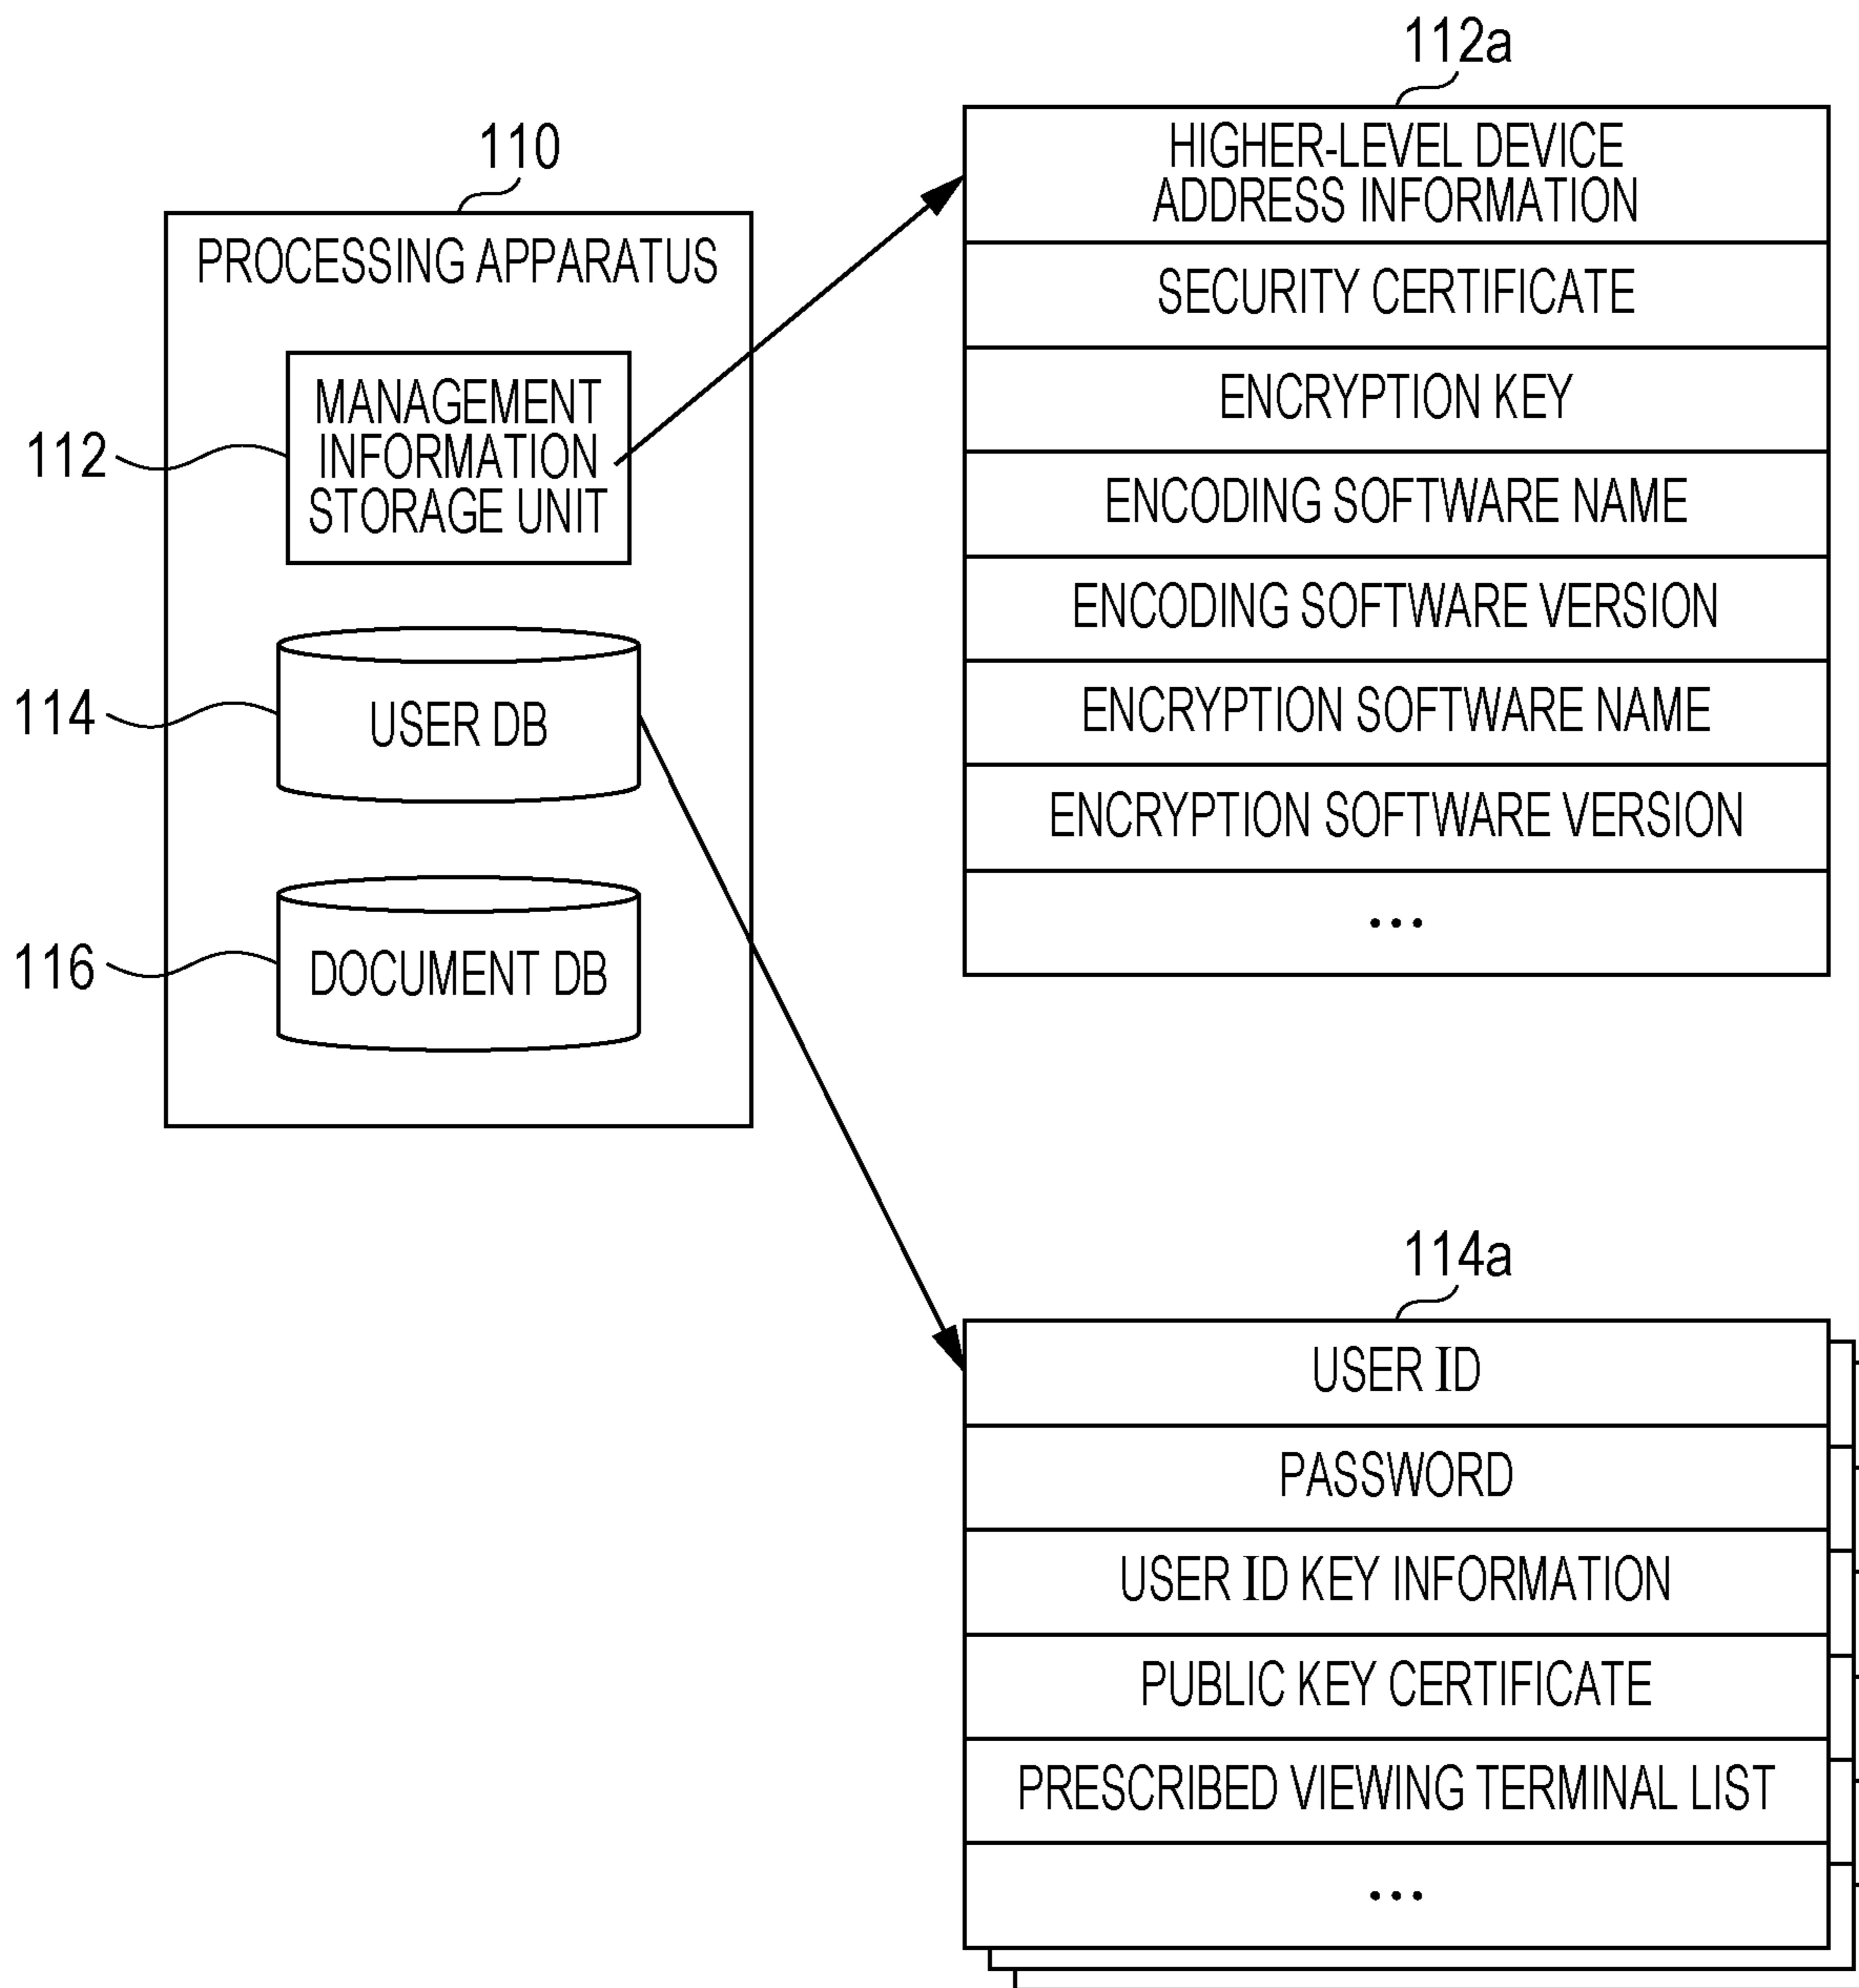 110
PROCESSING APPARATUS
112
MANAGEMENT
INFORMATION
STORAGE UNIT
114
USER DB
116
DOCUMENT DB
112a
HIGHER-LEVEL DEVICE
ADDRESS INFORMATION
SECURITY CERTIFICATE
ENCRYPTION KEY
ENCODING SOFTWARE NAME
ENCODING SOFTWARE VERSION
ENCRYPTION SOFTWARE NAME
ENCRYPTION SOFTWARE VERSION
...
114a
USER ID
PASSWORD
USER ID KEY INFORMATION
PUBLIC KEY CERTIFICATE
PRESCRIBED VIEWING TERMINAL LIST
...